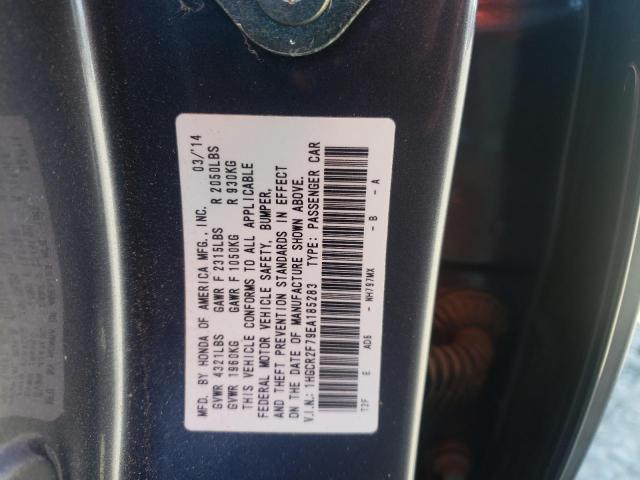 MFD. BY HONDA OF AMERICA MFG., INC. 03/'14
GVWR 4321LBS GAWR F 2315LBS R 2050LBS
GVWR 1960KG GAWR F 1050KG R 930KG
THIS VEHICLE CONFORMS TO ALL APPLICABLE
FEDERAL MOTOR VEHICLE SAFETY, BUMPER,
AND THEFT PREVENTION STANDARDS IN EFFECT
ON THE DATE OF MANUFACTURE SHOWN ABOVE.
V.I.N.: 1HGCR2F79EA185283 TYPE: PASSENGER CAR
T2F E AD6 - NH797MX - B - A